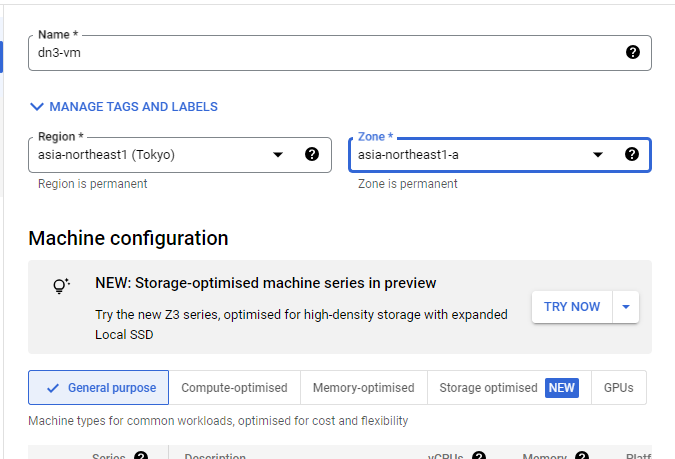 Name *
dn3-vm
MANAGE TAGS AND LABELS
Region *
asia-northeast1 (Tokyo)
Region is permanent
Zone *
asia-northeast1-a
Zone is permanent
Machine configuration
NEW: Storage-optimised machine series in preview
Try the new Z3 series, optimised for high-density storage with expanded
Local SSD
TRY NOW
General purpose
Compute-optimised
Memory-optimised
Storage optimised NEW
GPUs
Machine types for common workloads, optimised for cost and flexibility
Series Description vCPUs Memory